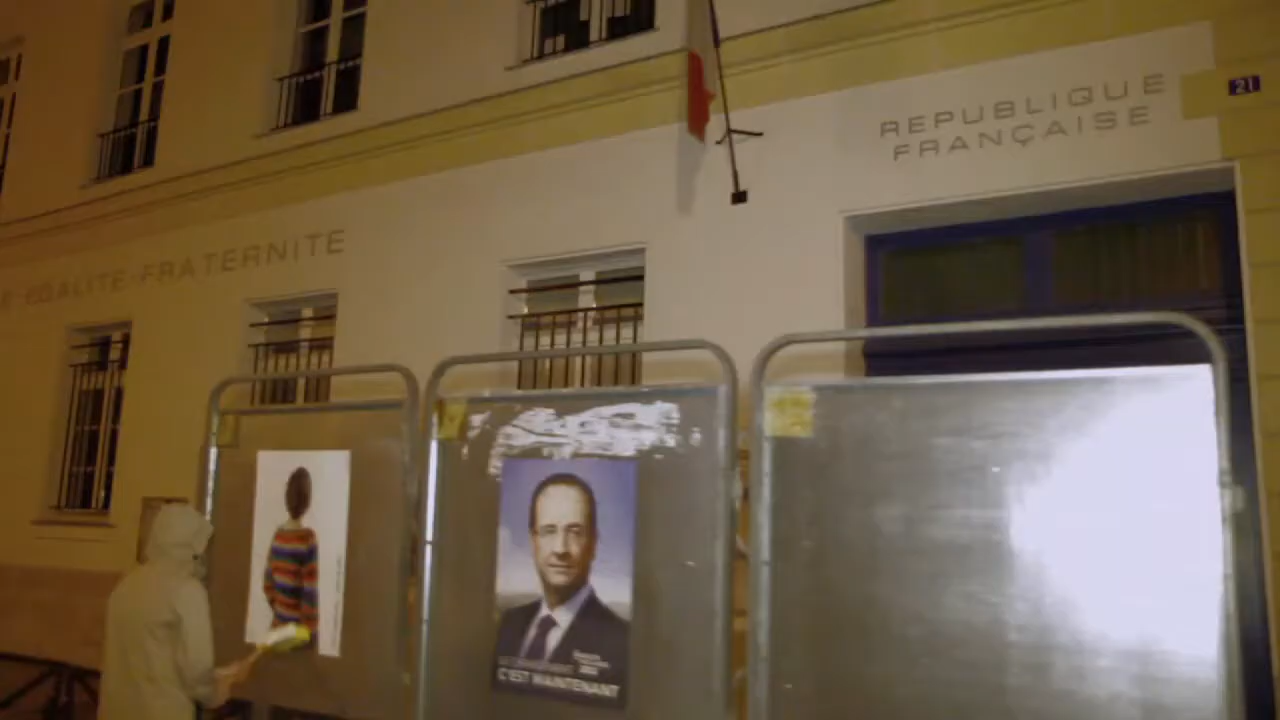 REPUBLIQUE
FRANÇAISE
21
EGALITE-FRATERNITE
C'EST MAINTENANT